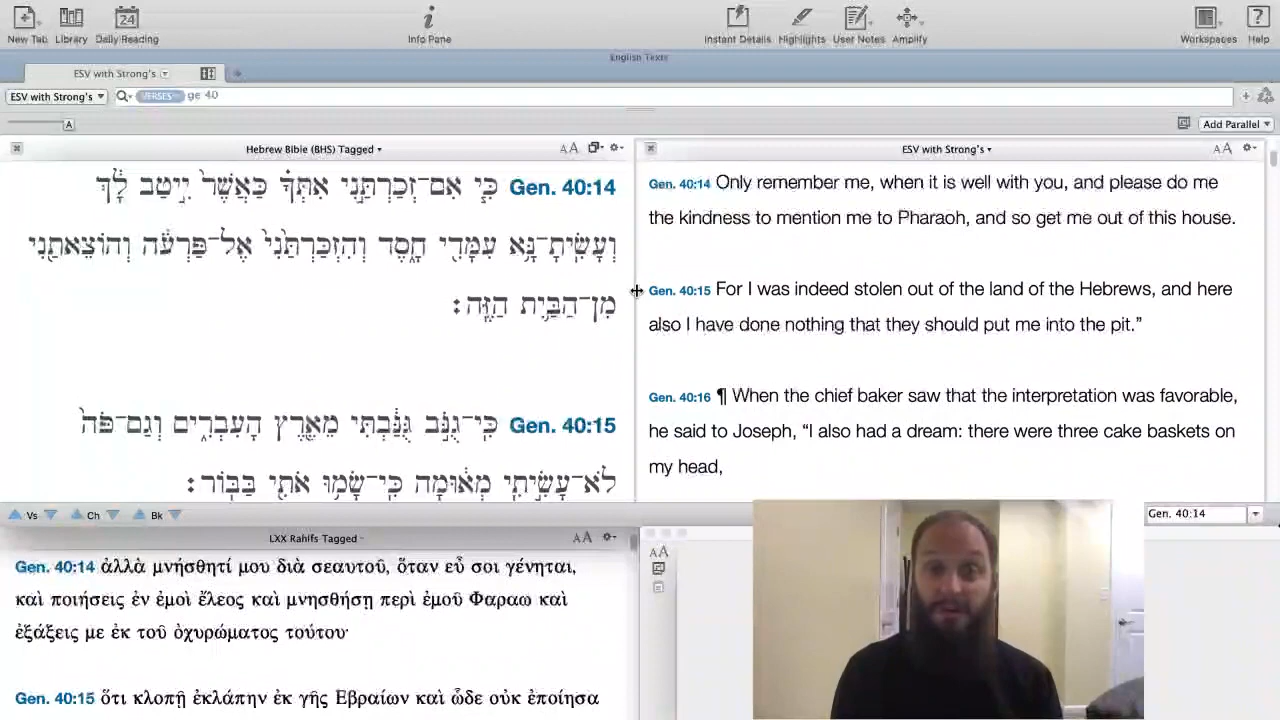 New Tab Library Daily Reading Info Pane Instant Details Highlights User Notes Amplify Workspaces Help
24
English Texts
ESV with Strong's
ESV with Strong's VERSES ge 40
A Add Parallel
Hebrew Bible (BHS) Tagged AA
Gen. 40:14 כִּ֧י אִם־זְכַרְתַּ֣נִי אִתְּךָ֗ כַּאֲשֶׁר֙ יִ֣יטַב לָ֔ךְ
וְעָשִֽׂיתָ־נָּ֥א עִמָּדִ֖י חָ֑סֶד וְהִזְכַּרְתַּ֙נִי֙ אֶל־פַּרְעֹ֔ה וְהוֹצֵאתַ֖נִי
מִן־הַבַּ֥יִת הַזֶּֽה׃
Gen. 40:15 כִּֽי־גֻנֹּ֣ב גֻּנַּ֔בְתִּי מֵאֶ֖רֶץ הָעִבְרִ֑ים וְגַם־פֹּה֙
לֹא־עָשִׂ֣יתִֽי מְא֔וּמָה כִּֽי־שָׂמ֥וּ אֹתִ֖י בַּבּֽוֹר׃
ESV with Strong's AA
Gen. 40:14 Only remember me, when it is well with you, and please do me
the kindness to mention me to Pharaoh, and so get me out of this house.
Gen. 40:15 For I was indeed stolen out of the land of the Hebrews, and here
also I have done nothing that they should put me into the pit.”
Gen. 40:16 ¶ When the chief baker saw that the interpretation was favorable,
he said to Joseph, “I also had a dream: there were three cake baskets on
my head,
Vs Ch Bk Gen. 40:14
LXX Rahlfs Tagged AA
Gen. 40:14 ἀλλὰ μνήσθητί μου διὰ σεαυτοῦ, ὅταν εὖ σοι γένηται,
καὶ ποιήσεις ἐν ἐμοὶ ἔλεος καὶ μνησθήσῃ περὶ ἐμοῦ Φαραω καὶ
ἐξάξεις με ἐκ τοῦ ὀχυρώματος τούτου·
Gen. 40:15 ὅτι κλοπῇ ἐκλάπην ἐκ γῆς Εβραίων καὶ ὧδε οὐκ ἐποίησα
AA